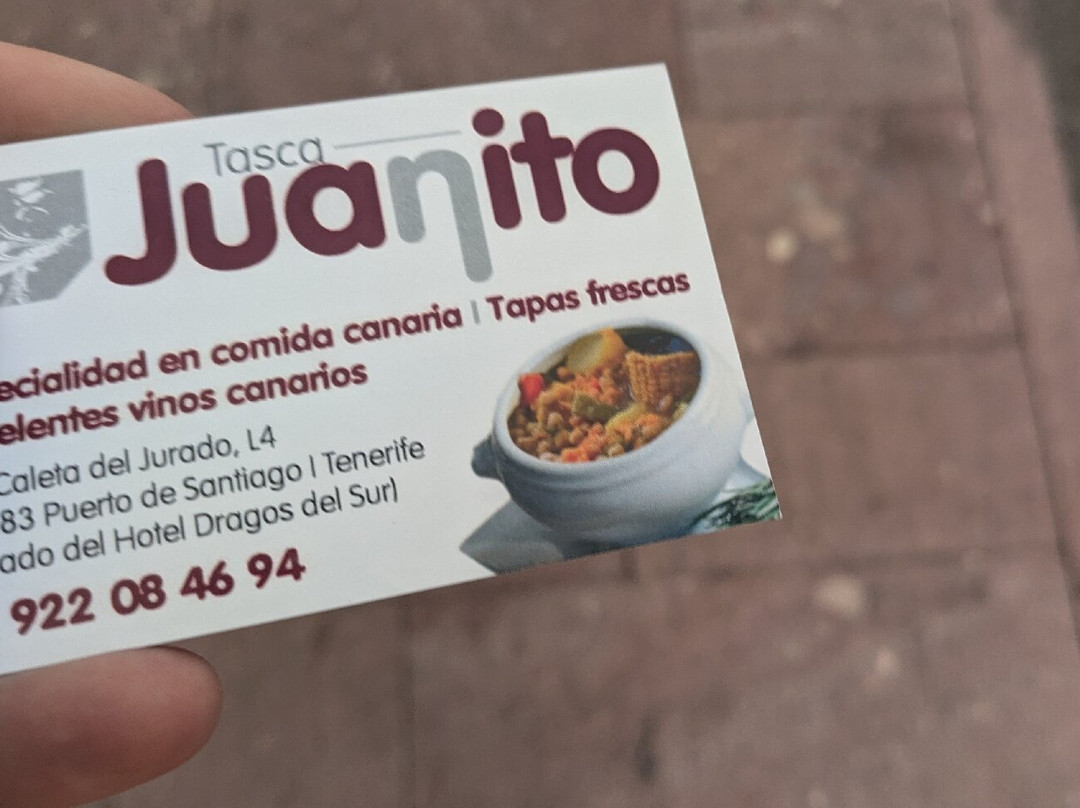 Tasca
Juanito
ecialidad en comida canaria | Tapas frescas
elentes vinos canarios
Caleta del Jurado, L4
83 Puerto de Santiago | Tenerife
ado del Hotel Dragos del Sur)
922 08 46 94